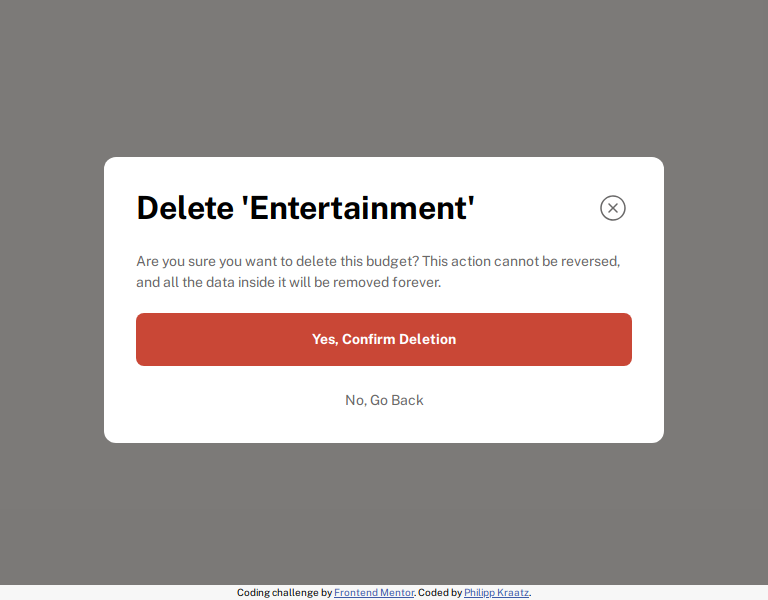 Delete 'Entertainment'
Are you sure you want to delete this budget? This action cannot be reversed,
and all the data inside it will be removed forever.
Yes, Confirm Deletion
No, Go Back
Coding challenge by Frontend Mentor. Coded by Philipp Kraatz.